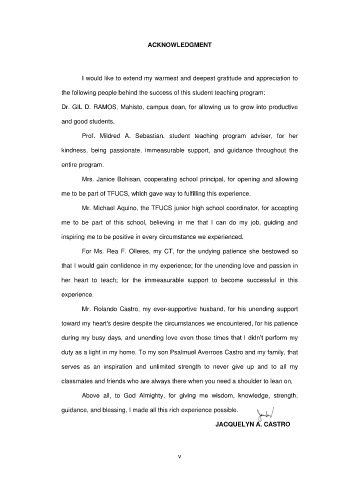 ACKNOWLEDGMENT
I would like to extend my warmest and deepest gratitude and appreciation to
the following people behind the success of this student teaching program:
Dr. GIL D. RAMOS, Mahisto, campus dean, for allowing us to grow into productive
and good students.
Prof. Mildred A. Sebastian, student teaching program adviser, for her
kindness, being passionate, immeasurable support, and guidance throughout the
entire program.
Mrs. Janice Bohisan, cooperating school principal, for opening and allowing
me to be part of TFUCS, which gave way to fulfilling this experience.
Mr. Michael Aquino, the TFUCS junior high school coordinator, for accepting
me to be part of this school, believing in me that I can do my job, guiding and
inspiring me to be positive in every circumstance we experienced.
For Ms. Rea F. Olleres, my CT, for the undying patience she bestowed so
that I would gain confidence in my experience; for the unending love and passion in
her heart to teach; for the immeasurable support to become successful in this
experience.
Mr. Rolando Castro, my ever-supportive husband, for his unending support
toward my heart's desire despite the circumstances we encountered, for his patience
during my busy days, and unending love even those times that I didn't perform my
duty as a light in my home. To my son Psalmuel Averroes Castro and my family, that
serves as an inspiration and unlimited strength to never give up and to all my
classmates and friends who are always there when you need a shoulder to lean on,
Above all, to God Almighty, for giving me wisdom, knowledge, strength,
guidance, and blessing, I made all this rich experience possible.
JACQUELYN A. CASTRO
v